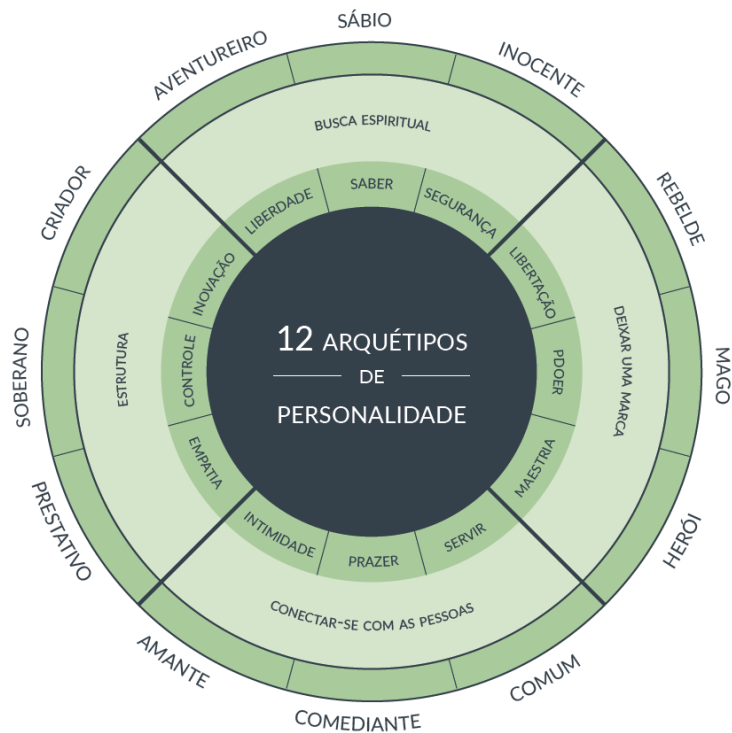 SÁBIO
INOCENTE
REBELDE
MAGO
HERÓI
COMUM
COMEDIANTE
AMANTE
PRESTATIVO
SOBERANO
CRIADOR
AVENTUREIRO
BUSCA ESPIRITUAL
DEIXAR UMA MARCA
CONECTAR-SE COM AS PESSOAS
ESTRUTURA
SABER
SEGURANÇA
LIBERTAÇÃO
PDOER
MAESTRIA
SERVIR
PRAZER
INTIMIDADE
EMPATIA
CONTROLE
INOVAÇÃO
LIBERDADE
12 ARQUÉTIPOS
DE
PERSONALIDADE